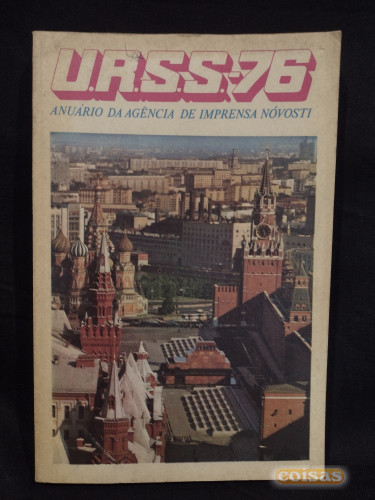 U.R.S.S.-76
ANUÁRIO DA AGÊNCIA DE IMPRENSA NÓVOSTI
coisas